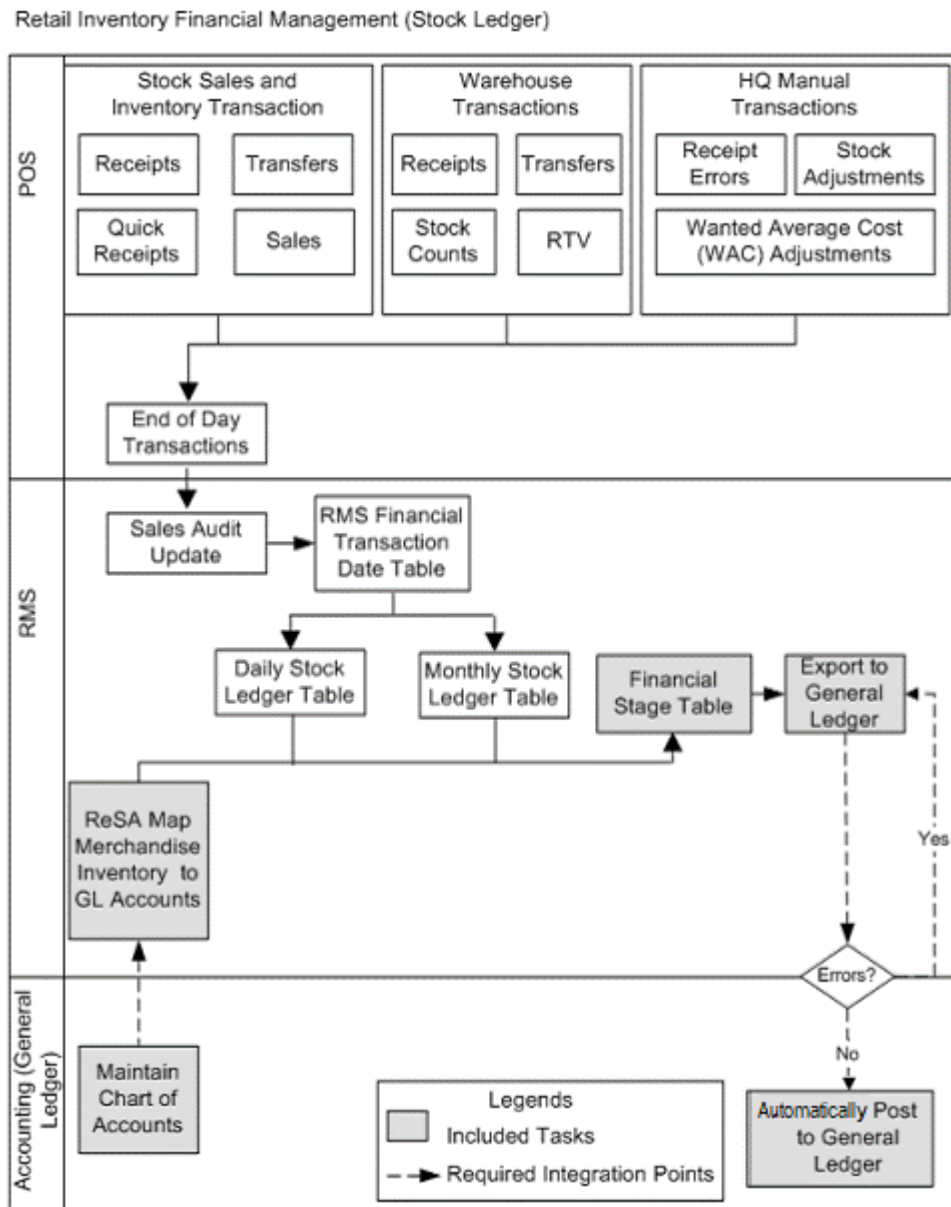 Retail Inventory Financial Management (Stock Ledger)
POS
Stock Sales and
Inventory Transaction
Receipts
Transfers
Quick
Receipts
Sales
Warehouse
Transactions
Receipts
Transfers
Stock
Counts
RTV
HQ Manual
Transactions
Receipt
Errors
Stock
Adjustments
Wanted Average Cost
(WAC) Adjustments
End of Day
Transactions
RMS
Sales Audit
Update
RMS Financial
Transaction
Date Table
Daily Stock
Ledger Table
Monthly Stock
Ledger Table
Financial
Stage Table
Export to
General
Ledger
ReSA Map
Merchandise
Inventory to
GL Accounts
Yes
Errors?
No
Accounting (General
Ledger)
Maintain
Chart of
Accounts
Legends
Included Tasks
Required Integration Points
Automatically Post
to General
Ledger